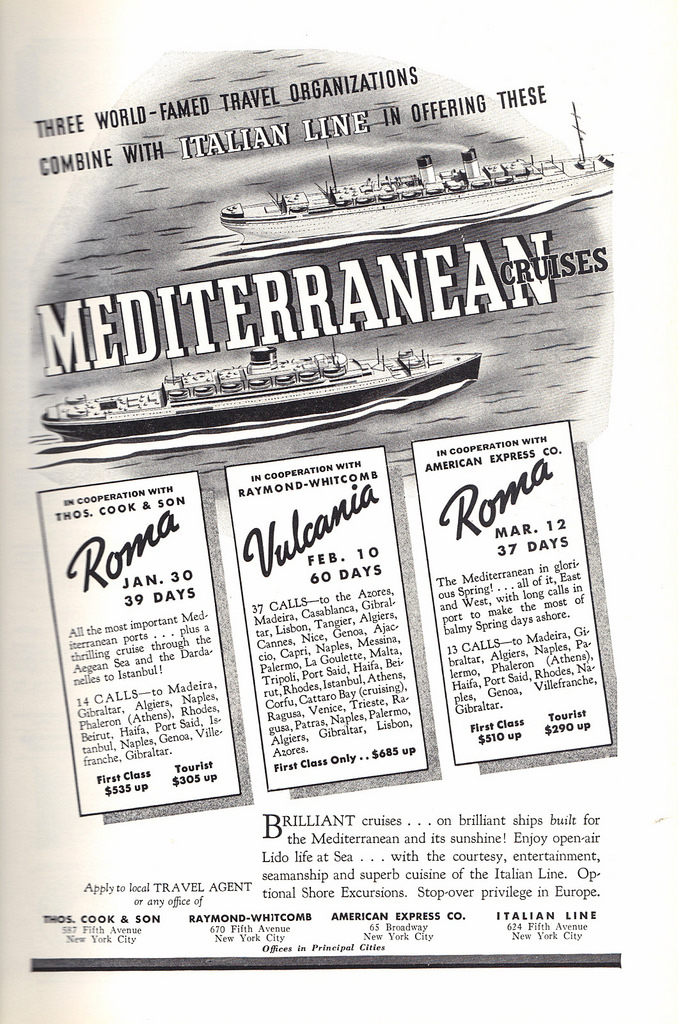 THREE WORLD-FAMED TRAVEL ORGANIZATIONS
COMBINE WITH ITALIAN LINE IN OFFERING THESE
MEDITERRANEAN
CRUISES
IN COOPERATION WITH
THOS. COOK & SON
Roma
JAN. 30
39 DAYS
All the most important Med-
iterranean ports . . . plus a
thrilling cruise through the
Aegean Sea and the Darda-
nelles to Istanbul!
14 CALLS—to Madeira,
Gibraltar, Algiers, Naples,
Phaleron (Athens), Rhodes,
Beirut, Haifa, Port Said, Is-
tanbul, Naples, Genoa, Ville-
franche, Gibraltar.
First Class Tourist
$535 up $305 up
IN COOPERATION WITH
RAYMOND-WHITCOMB
Vulcania
FEB. 10
60 DAYS
37 CALLS—to the Azores,
Madeira, Casablanca, Gibral-
tar, Lisbon, Tangier, Algiers,
Cannes, Nice, Genoa, Ajac-
cio, Capri, Naples, Messina,
Palermo, La Goulette, Malta,
Tripoli, Port Said, Haifa, Bei-
rut, Rhodes, Istanbul, Athens,
Corfu, Cattaro Bay (cruising),
Ragusa, Venice, Trieste, Ra-
gusa, Patras, Naples, Palermo,
Algiers, Gibraltar, Lisbon,
Azores.
First Class Only . . $685 up
IN COOPERATION WITH
AMERICAN EXPRESS CO.
Roma
MAR. 12
37 DAYS
The Mediterranean in glori-
ous Spring! . . . all of it, East
and West, with long calls in
port to make the most of
balmy Spring days ashore.
13 CALLS—to Madeira, Gi-
braltar, Algiers, Naples, Pa-
lermo, Phaleron (Athens),
Haifa, Port Said, Rhodes, Na-
ples, Genoa, Villefranche,
Gibraltar.
First Class Tourist
$510 up $290 up
BRILLIANT cruises . . . on brilliant ships built for
the Mediterranean and its sunshine! Enjoy open-air
Lido life at Sea . . . with the courtesy, entertainment,
seamanship and superb cuisine of the Italian Line. Op-
tional Shore Excursions. Stop-over privilege in Europe.
Apply to local TRAVEL AGENT
or any office of
THOS. COOK & SON
587 Fifth Avenue
New York City
RAYMOND-WHITCOMB
670 Fifth Avenue
New York City
AMERICAN EXPRESS CO.
65 Broadway
New York City
ITALIAN LINE
624 Fifth Avenue
New York City
Offices in Principal Cities